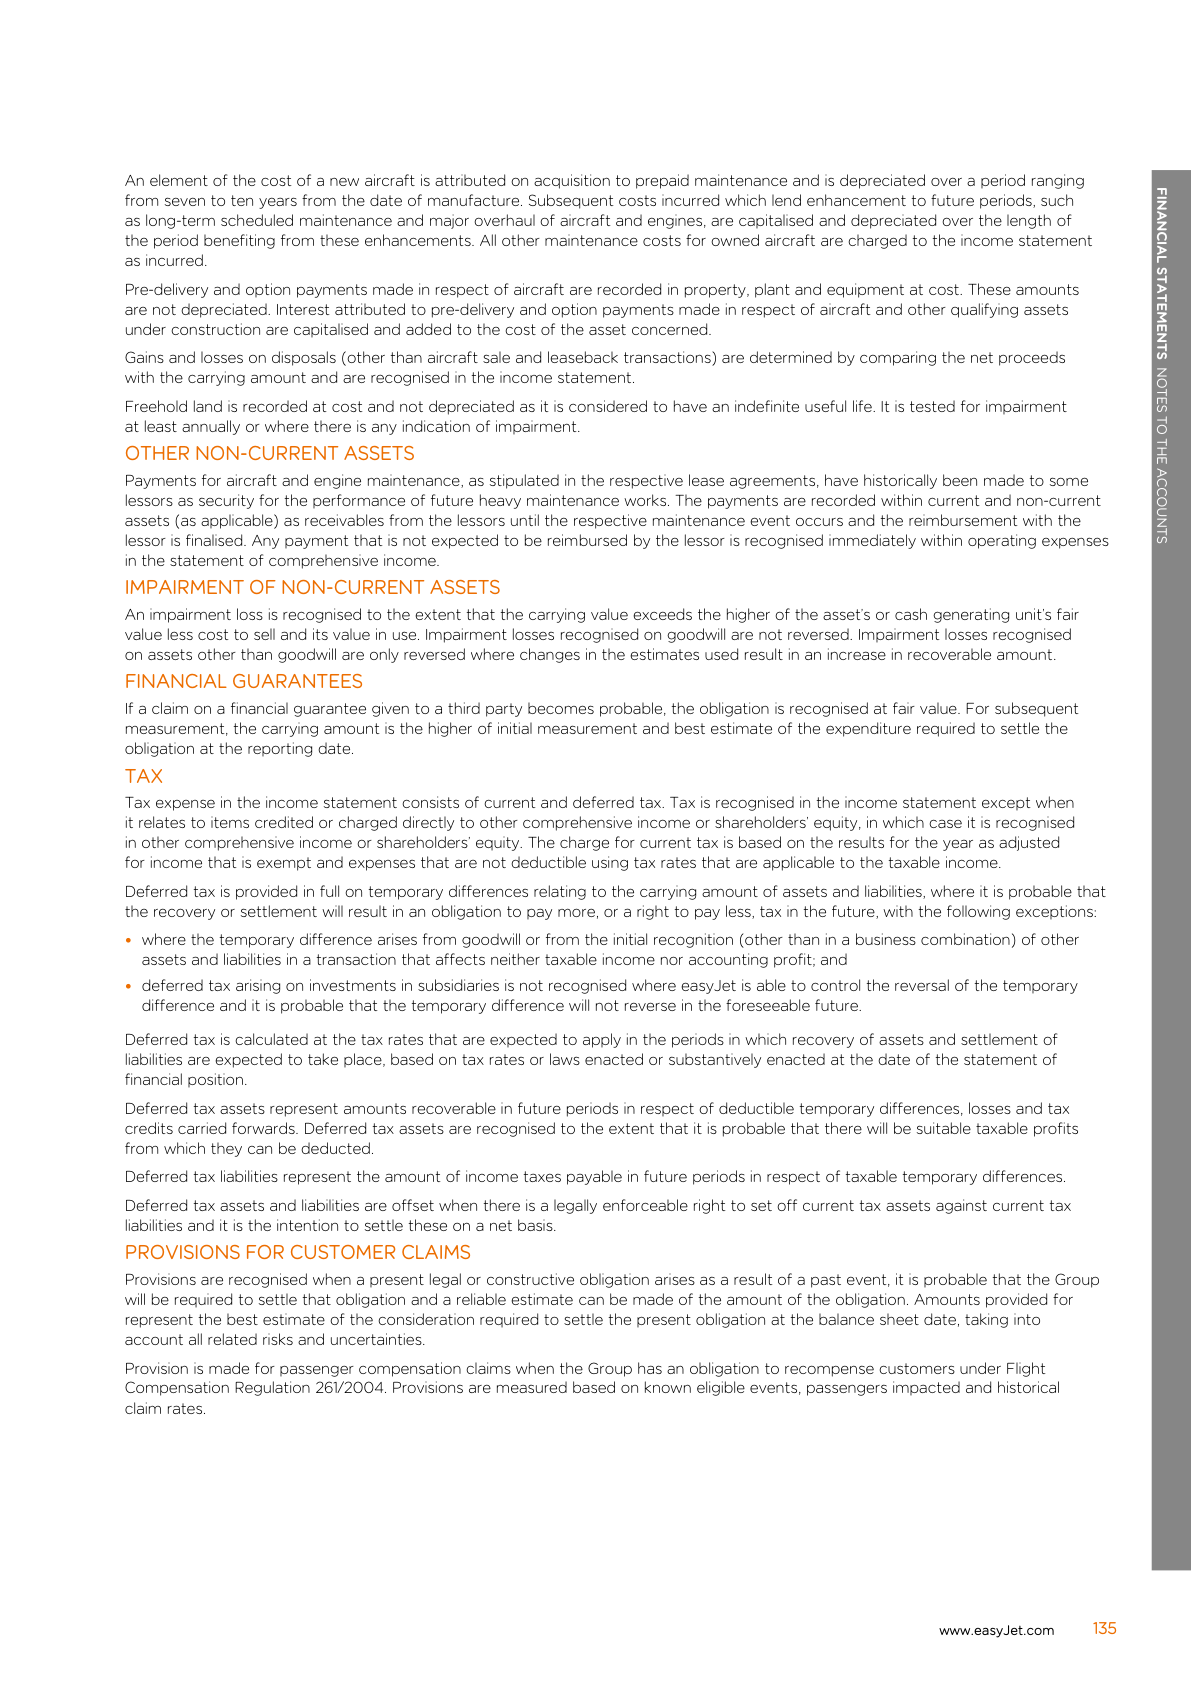 An element of the cost of a new aircraft is attributed on acquisition to prepaid maintenance and is depreciated over a period ranging
from seven to ten years from the date of manufacture. Subsequent costs incurred which lend enhancement to future periods, such
as long-term scheduled maintenance and major overhaul of aircraft and engines, are capitalised and depreciated over the length of
the period benefiting from these enhancements. All other maintenance costs for owned aircraft are charged to the income statement
as incurred.
Pre-delivery and option payments made in respect of aircraft are recorded in property, plant and equipment at cost. These amounts
are not depreciated. Interest attributed to pre-delivery and option payments made in respect of aircraft and other qualifying assets
under construction are capitalised and added to the cost of the asset concerned.
Gains and losses on disposals (other than aircraft sale and leaseback transactions) are determined by comparing the net proceeds
with the carrying amount and are recognised in the income statement.
Freehold land is recorded at cost and not depreciated as it is considered to have an indefinite useful life. It is tested for impairment
at least annually or where there is any indication of impairment.
OTHER NON-CURRENT ASSETS
Payments for aircraft and engine maintenance, as stipulated in the respective lease agreements, have historically been made to some
lessors as security for the performance of future heavy maintenance works. The payments are recorded within current and non-current
assets (as applicable) as receivables from the lessors until the respective maintenance event occurs and the reimbursement with the
lessor is finalised. Any payment that is not expected to be reimbursed by the lessor is recognised immediately within operating expenses
in the statement of comprehensive income.
IMPAIRMENT OF NON-CURRENT ASSETS
An impairment loss is recognised to the extent that the carrying value exceeds the higher of the asset's or cash generating unit's fair
value less cost to sell and its value in use. Impairment losses recognised on goodwill are not reversed. Impairment losses recognised
on assets other than goodwill are only reversed where changes in the estimates used result in an increase in recoverable amount.
FINANCIAL GUARANTEES
If a claim on a financial guarantee given to a third party becomes probable, the obligation is recognised at fair value. For subsequent
measurement, the carrying amount is the higher of initial measurement and best estimate of the expenditure required to settle the
obligation at the reporting date.
TAX
Tax expense in the income statement consists of current and deferred tax. Tax is recognised in the income statement except when
it relates to items credited or charged directly to other comprehensive income or shareholders' equity, in which case it is recognised
in other comprehensive income or shareholders' equity. The charge for current tax is based on the results for the year as adjusted
for income that is exempt and expenses that are not deductible using tax rates that are applicable to the taxable income.
Deferred tax is provided in full on temporary differences relating to the carrying amount of assets and liabilities, where it is probable that
the recovery or settlement will result in an obligation to pay more, or a right to pay less, tax in the future, with the following exceptions:
• where the temporary difference arises from goodwill or from the initial recognition (other than in a business combination) of other
assets and liabilities in a transaction that affects neither taxable income nor accounting profit; and
• deferred tax arising on investments in subsidiaries is not recognised where easyJet is able to control the reversal of the temporary
difference and it is probable that the temporary difference will not reverse in the foreseeable future.
Deferred tax is calculated at the tax rates that are expected to apply in the periods in which recovery of assets and settlement of
liabilities are expected to take place, based on tax rates or laws enacted or substantively enacted at the date of the statement of
financial position.
Deferred tax assets represent amounts recoverable in future periods in respect of deductible temporary differences, losses and tax
credits carried forwards. Deferred tax assets are recognised to the extent that it is probable that there will be suitable taxable profits
from which they can be deducted.
Deferred tax liabilities represent the amount of income taxes payable in future periods in respect of taxable temporary differences.
Deferred tax assets and liabilities are offset when there is a legally enforceable right to set off current tax assets against current tax
liabilities and it is the intention to settle these on a net basis.
PROVISIONS FOR CUSTOMER CLAIMS
Provisions are recognised when a present legal or constructive obligation arises as a result of a past event, it is probable that the Group
will be required to settle that obligation and a reliable estimate can be made of the amount of the obligation. Amounts provided for
represent the best estimate of the consideration required to settle the present obligation at the balance sheet date, taking into
account all related risks and uncertainties.
Provision is made for passenger compensation claims when the Group has an obligation to recompense customers under Flight
Compensation Regulation 261/2004. Provisions are measured based on known eligible events, passengers impacted and historical
claim rates.
FINANCIAL STATEMENTS NOTES TO THE ACCOUNTS
www.easyJet.com 135